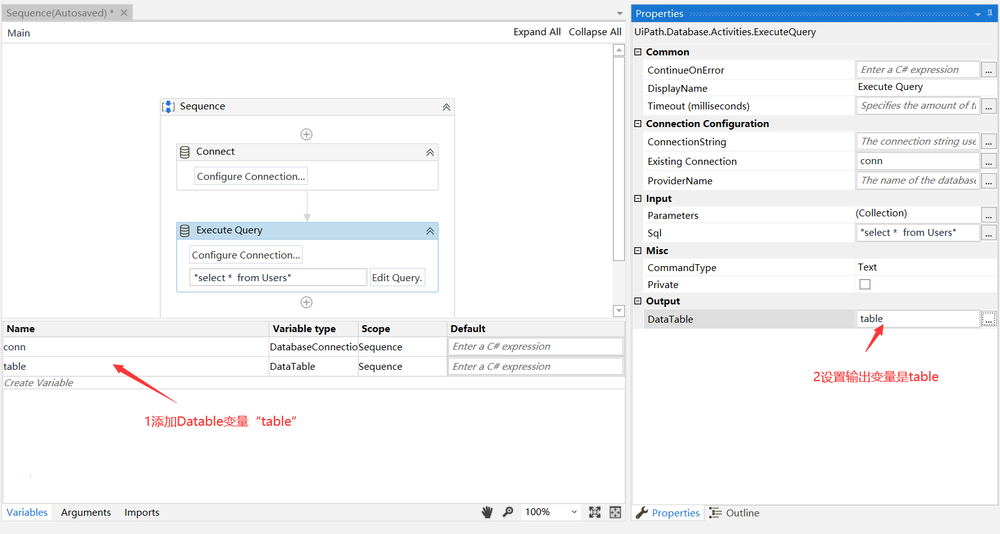 Sequence(Autosaved) *
Main
Expand All
Collapse All
Sequence
Connect
Configure Connection...
Execute Query
Configure Connection...
"select *  from Users"
Edit Query.
Name
Variable type
Scope
Default
conn
DatabaseConnectio
Sequence
Enter a C# expression
table
DataTable
Sequence
Enter a C# expression
Create Variable
1添加Datable变量“table”
Variables
Arguments
Imports
100%
Properties
UiPath.Database.Activities.ExecuteQuery
Common
ContinueOnError
Enter a C# expression
...
DisplayName
Execute Query
Timeout (milliseconds)
Specifies the amount of ti
...
Connection Configuration
ConnectionString
The connection string use
...
Existing Connection
conn
...
ProviderName
The name of the database
...
Input
Parameters
(Collection)
...
Sql
"select *  from Users"
...
Misc
CommandType
Text
Private
Output
DataTable
table
...
2设置输出变量是table
Properties
Outline